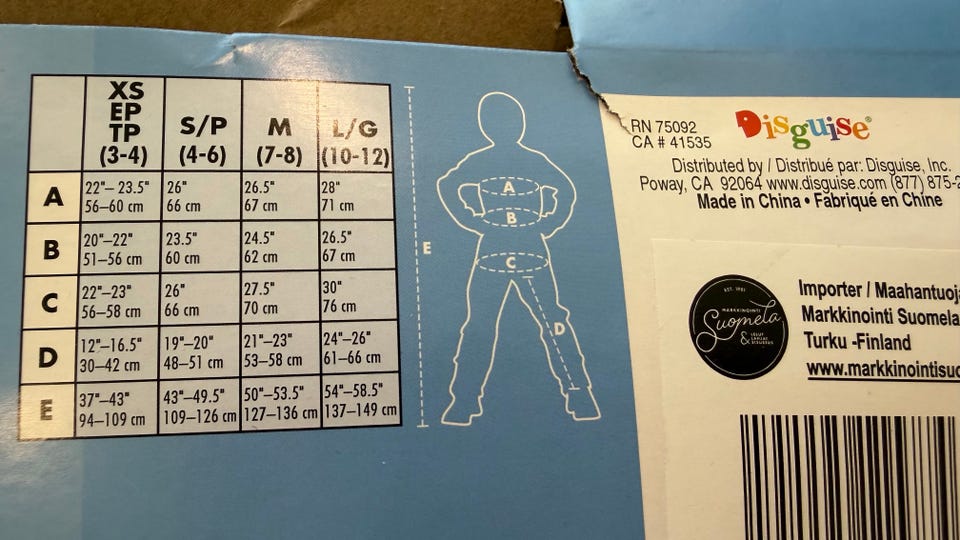 XS
EP
TP
(3-4)
S/P
(4-6)
M
(7-8)
L/G
(10-12)
A
22"– 23.5"
56–60 cm
26"
66 cm
26.5"
67 cm
28"
71 cm
B
20"–22"
51–56 cm
23.5"
60 cm
24.5"
62 cm
26.5"
67 cm
C
22"–23"
56–58 cm
26"
66 cm
27.5"
70 cm
30"
76 cm
D
12"–16.5"
30–42 cm
19"–20"
48–51 cm
21"–23"
53–58 cm
24"–26"
61–66 cm
E
37"–43"
94–109 cm
43"–49.5"
109–126 cm
50"–53.5"
127–136 cm
54"–58.5"
137–149 cm
A
B
C
D
E
RN 75092
CA # 41535
Disguise®
Distributed by / Distribué par: Disguise, Inc.
Poway, CA 92064 www.disguise.com (877) 875-2
Made in China • Fabriqué en Chine
EST. 1981
MARKKINOINTI
Suomela
&
LELUT
LAHJAT
SISUSTUS
Importer / Maahantuoja
Markkinointi Suomela
Turku -Finland
www.markkinointisuo